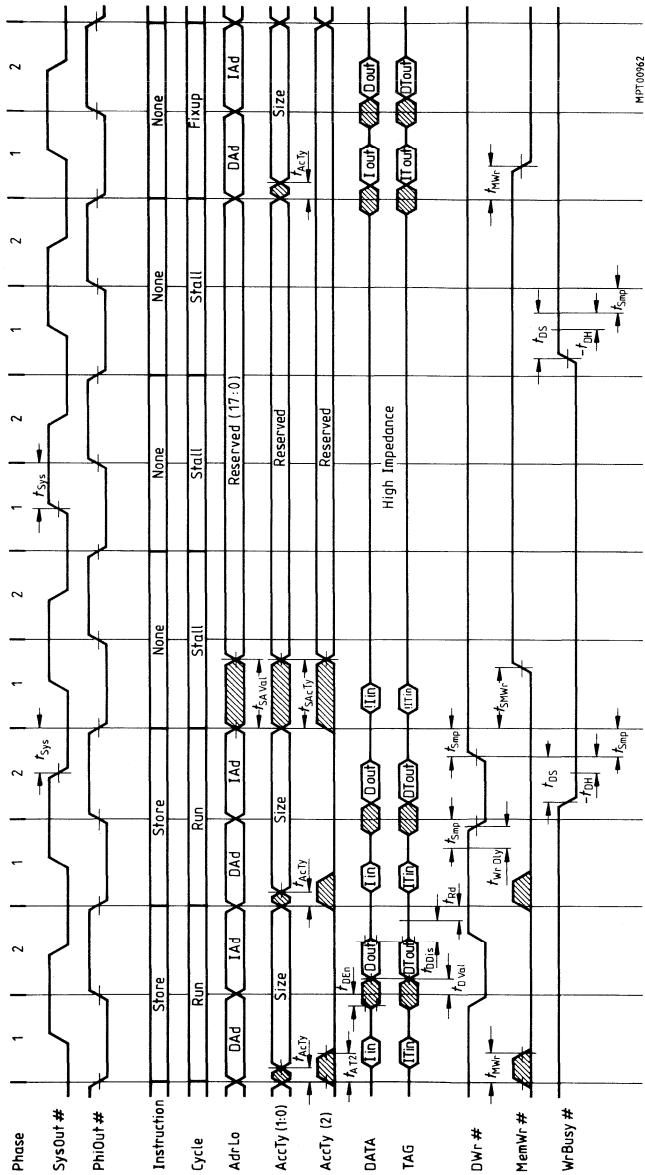 Phase 1 2 1 2 1 2 1 2 1 2 1 2
SysOut # tSys tSys
PhiOut #
Instruction Store Store None None None None
Cycle Run Run Stall Stall Stall Fixup
AdrLo DAd IAd DAd IAd Reserved (17:0) DAd IAd
tSAVal
AccTy (1:0) Size Size Reserved Size
tAcTy tAcTy tSAcTy tAcTy
AccTy (2) Reserved
tAT2 tDEn
DATA I in D out I in D out !I in I out D out
High Impedance
TAG ITin DTout ITin DTout !ITin ITout DTout
tDDis
tDVal tRd tSmp tSmp
DWr #
tMWr tWrDly tSmp tSMWr tMWr
MemWr #
tDS tDS
WrBusy #
-tDH -tDH
tSmp tSmp
MPT00962